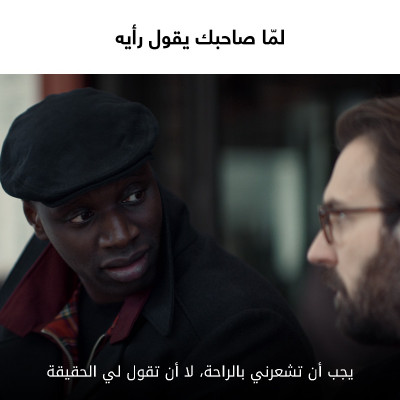 لمّا صاحبك يقول رأيه
يجب أن تشعرني بالراحة، لا أن تقول لي الحقيقة